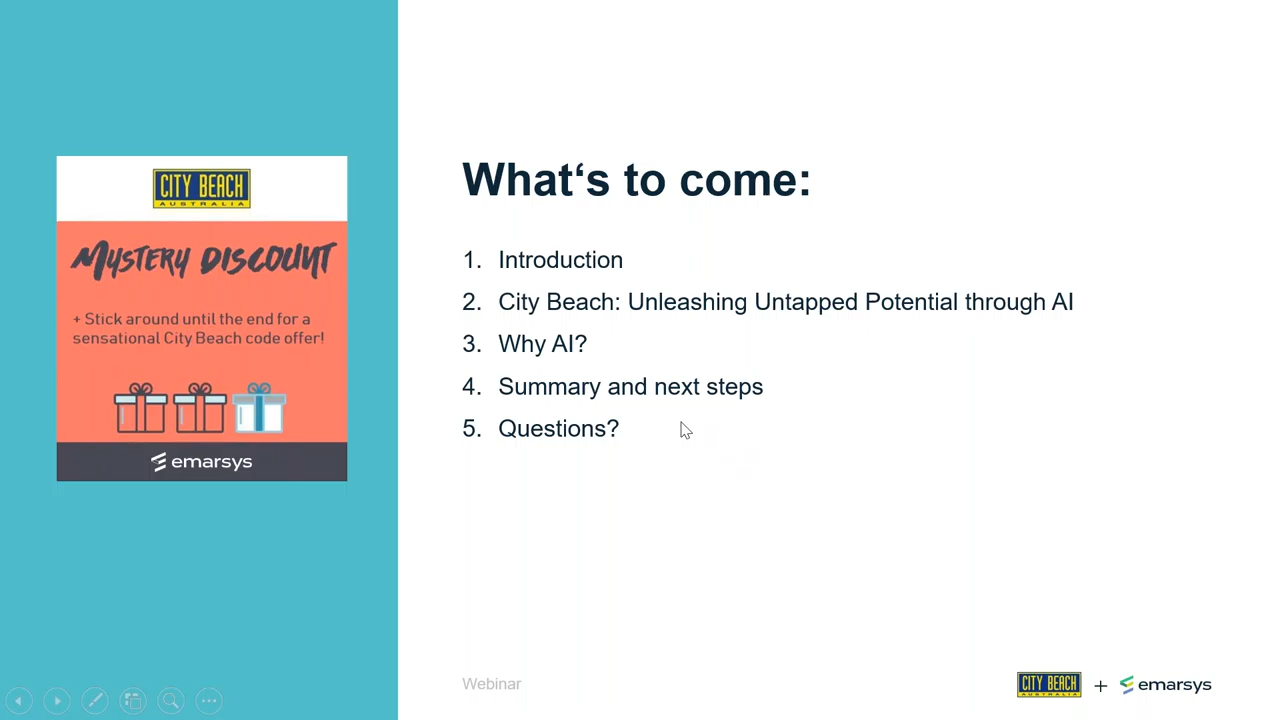 CITY BEACH
AUSTRALIA
MYSTERY DISCOUNT
+ Stick around until the end for a
sensational City Beach code offer!
emarsys
What‘s to come:
1. Introduction
2. City Beach: Unleashing Untapped Potential through AI
3. Why AI?
4. Summary and next steps
5. Questions?
Webinar
CITY BEACH
AUSTRALIA
+ emarsys